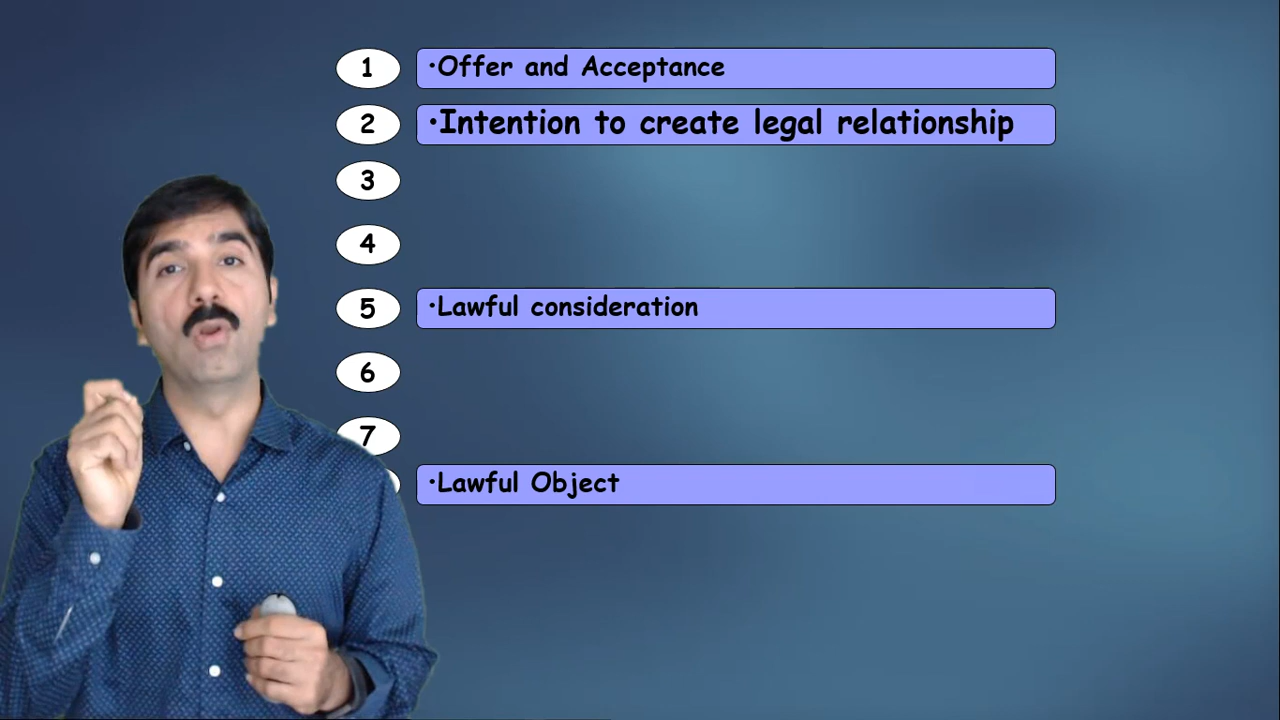 1 •Offer and Acceptance
2 •Intention to create legal relationship
3
4
5 •Lawful consideration
6
7
•Lawful Object